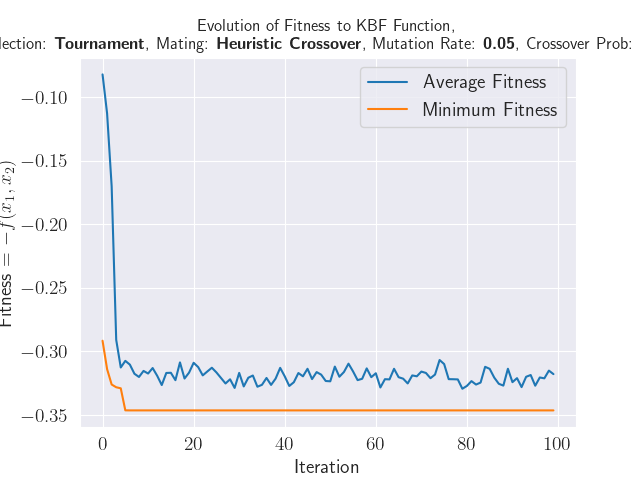 Evolution of Fitness to KBF Function,
lection: Tournament, Mating: Heuristic Crossover, Mutation Rate: 0.05, Crossover Prob:
Average Fitness
Minimum Fitness
−0.10
−0.15
−0.20
−0.25
−0.30
−0.35
Fitness = −f(x₁, x₂)
0 20 40 60 80 100
Iteration